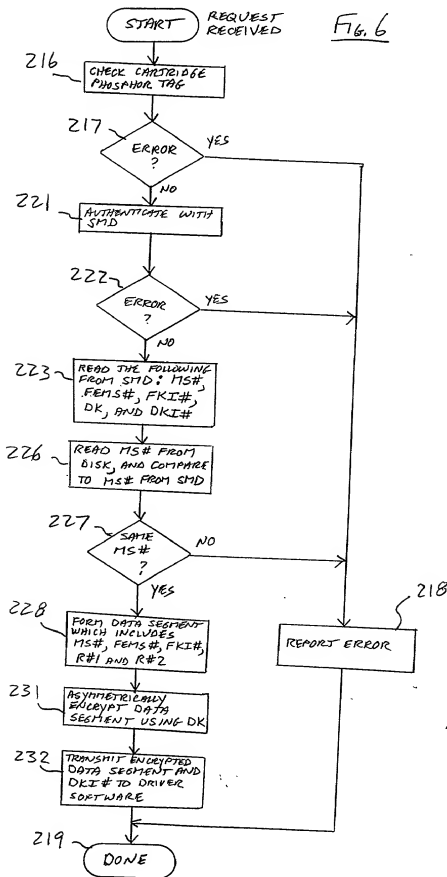 START
REQUEST
RECEIVED
FIG. 6
216
CHECK CARTRIDGE
PHOSPHOR TAG
217
ERROR
?
YES
NO
221
AUTHENTICATE WITH
SMD
222
ERROR
?
YES
NO
223
READ THE FOLLOWING
FROM SMD: MS#,
FEMS#, FKI#,
DK, AND DKI#
226
READ MS# FROM
DISK, AND COMPARE
TO MS# FROM SMD
227
SAME
MS#
?
NO
YES
228
FORM DATA SEGMENT
WHICH INCLUDES
MS#, FEMS#, FKI#,
R#1 AND R#2
218
REPORT ERROR
231
ASYMMETRICALLY
ENCRYPT DATA
SEGMENT USING DK
232
TRANSMIT ENCRYPTED
DATA SEGMENT AND
DKI# TO DRIVER
SOFTWARE
219
DONE